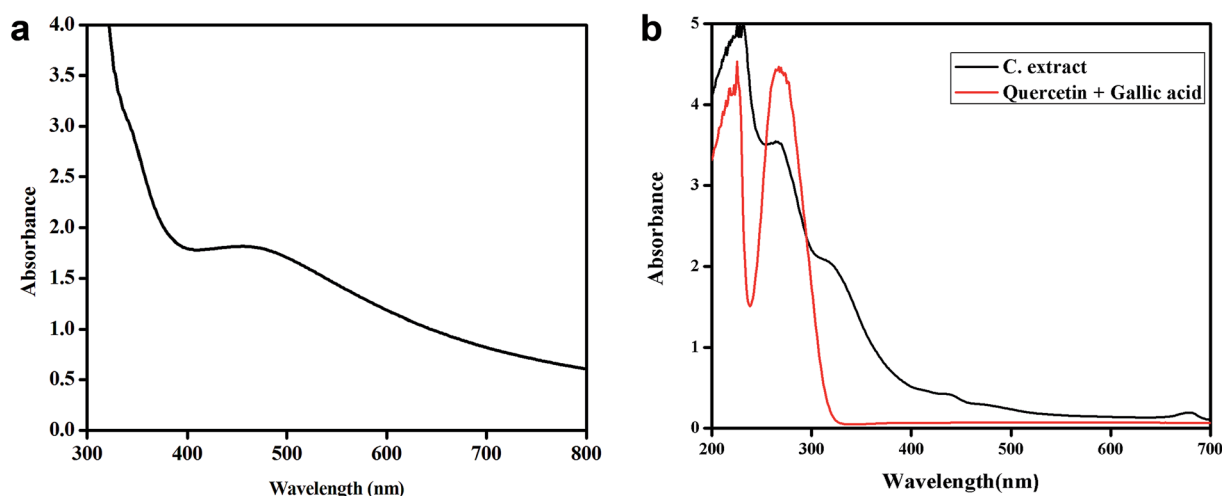 a
4.0
3.5
3.0
2.5
2.0
1.5
1.0
0.5
0.0
300 400 500 600 700 800
Absorbance
Wavelength (nm)
b
5
4
3
2
1
0
200 300 400 500 600 700
Absorbance
Wavelength(nm)
C. extract
Quercetin + Gallic acid